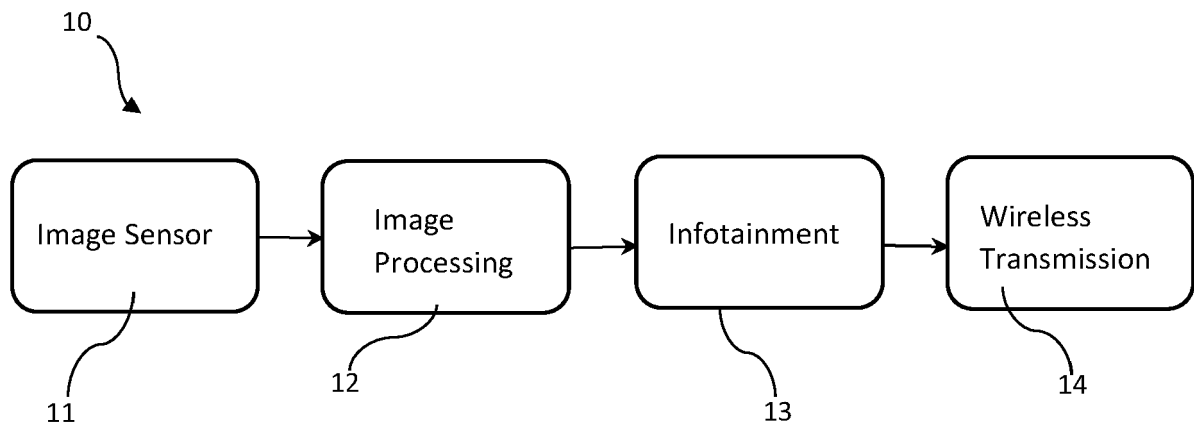 10
Image Sensor
Image
Processing
Infotainment
Wireless
Transmission
11
12
13
14